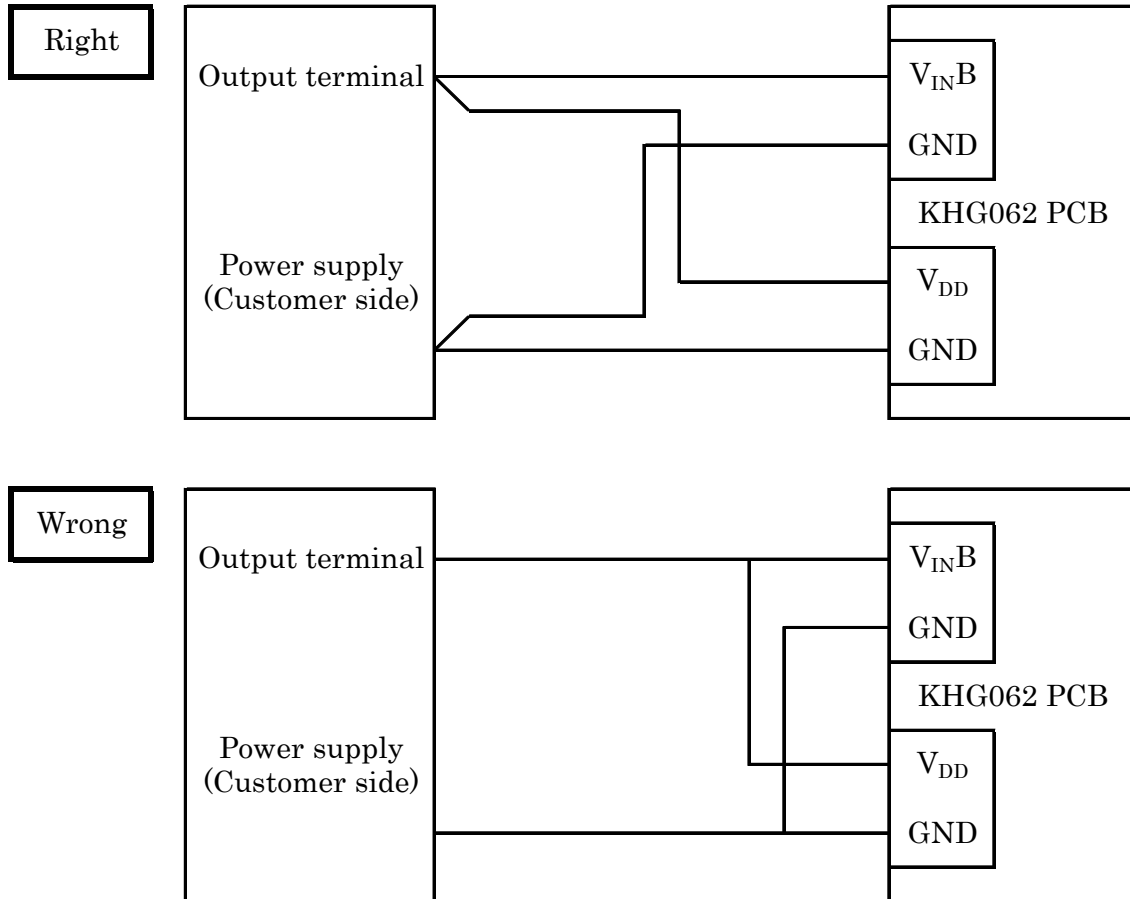 Right
Output terminal
Power supply
(Customer side)
VINB
GND
KHG062 PCB
VDD
GND
Wrong
Output terminal
Power supply
(Customer side)
VINB
GND
KHG062 PCB
VDD
GND